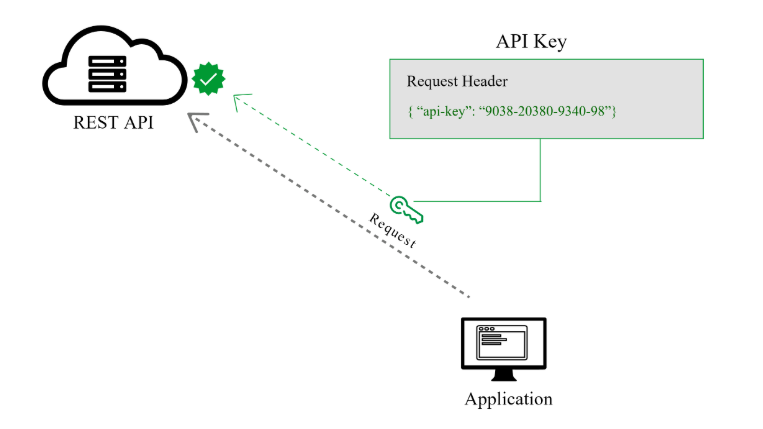 API Key
Request Header
{ “api-key”: “9038-20380-9340-98”}
REST API
Request
Application